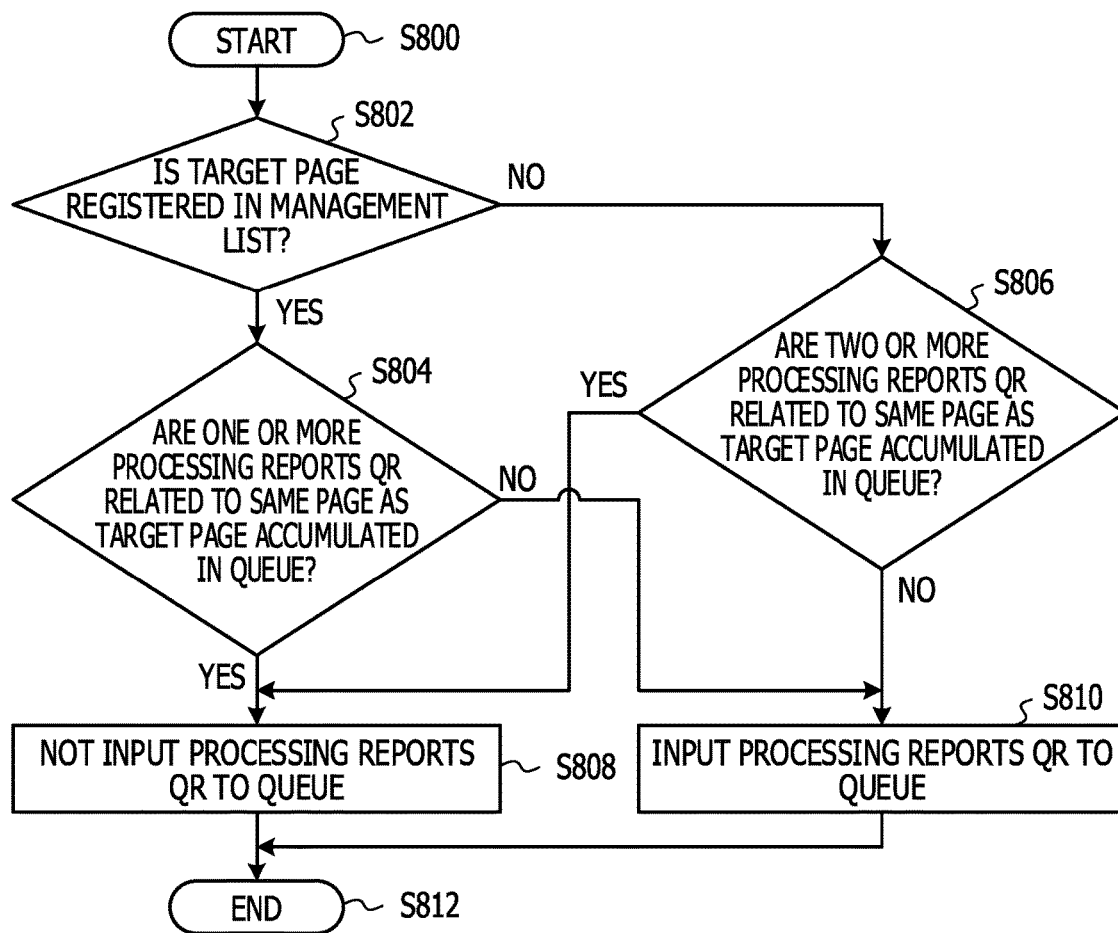 START
S800
S802
IS TARGET PAGE
REGISTERED IN MANAGEMENT
LIST?
NO
YES
S806
ARE TWO OR MORE
PROCESSING REPORTS QR
RELATED TO SAME PAGE AS
TARGET PAGE ACCUMULATED
IN QUEUE?
YES
NO
S804
ARE ONE OR MORE
PROCESSING REPORTS QR
RELATED TO SAME PAGE AS
TARGET PAGE ACCUMULATED
IN QUEUE?
NO
YES
NOT INPUT PROCESSING REPORTS
QR TO QUEUE
S808
S810
INPUT PROCESSING REPORTS QR TO
QUEUE
END
S812